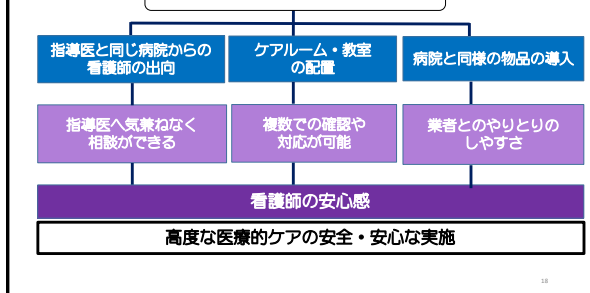 指導医と同じ病院からの
看護師の出向
ケアルーム・教室
の配置
病院と同様の物品の導入
指導医へ気兼ねなく
相談ができる
複数での確認や
対応が可能
業者とのやりとりの
しやすさ
看護師の安心感
高度な医療的ケアの安全・安心な実施
18